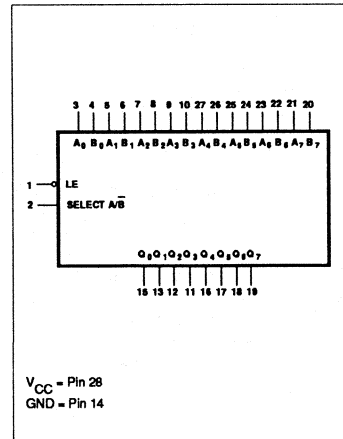 3 4 5 6 7 8 9 10 27 26 25 24 23 22 21 20
A0 B0 A1 B1 A2 B2 A3 B3 A4 B4 A5 B5 A6 B6 A7 B7
1 LE
2 SELECT A/B̅
Q0 Q1 Q2 Q3 Q4 Q5 Q6 Q7
15 13 12 11 16 17 18 19
VCC = Pin 28
GND = Pin 14